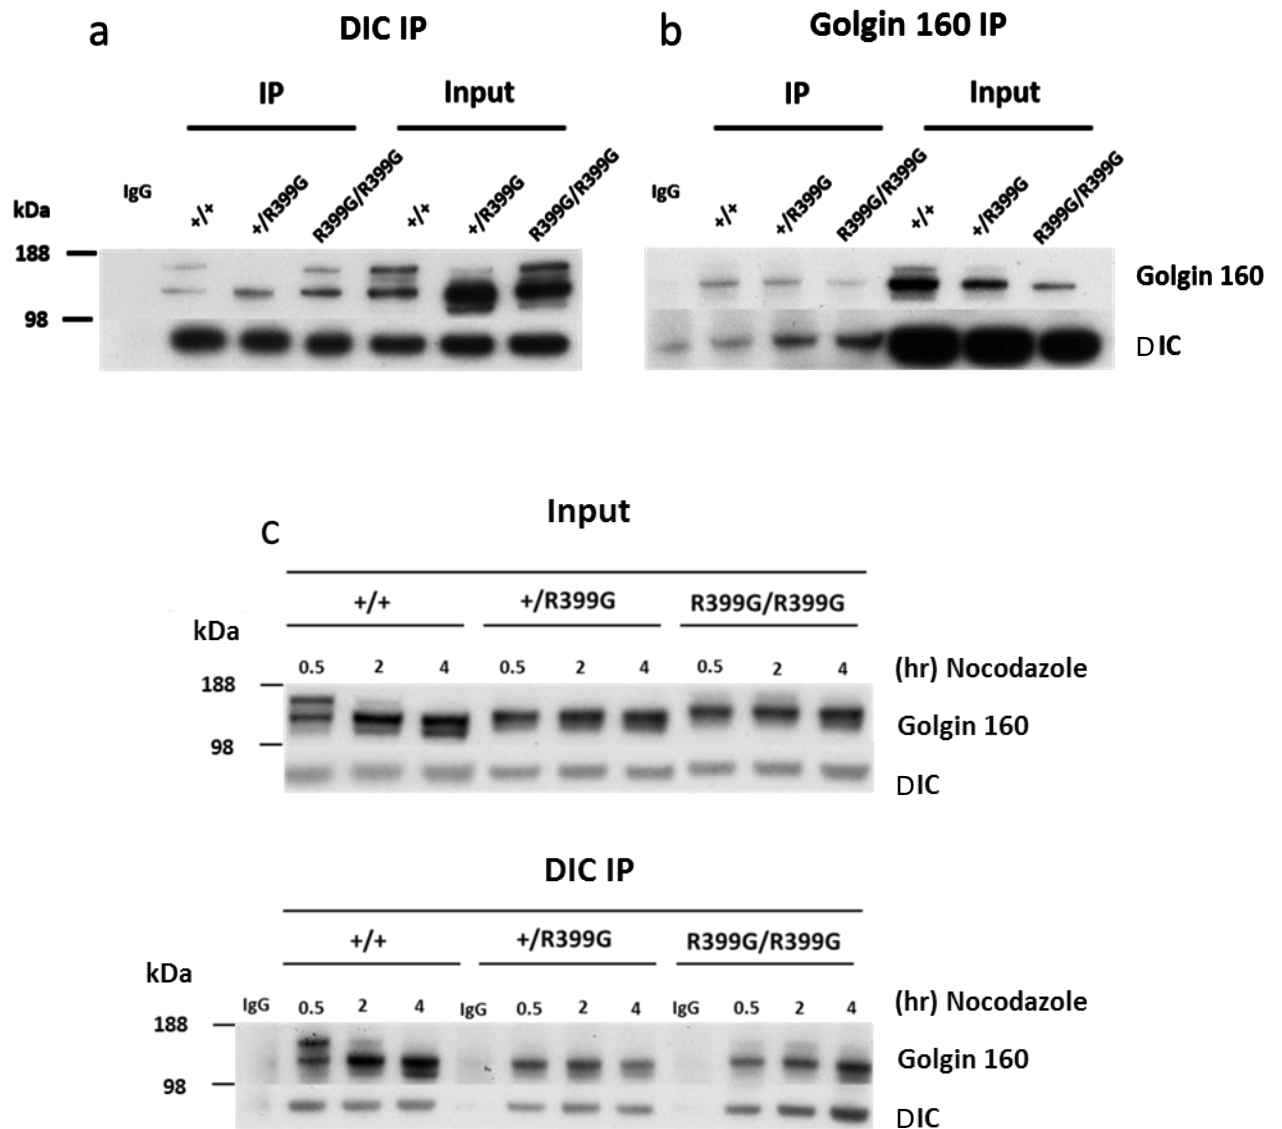 a DIC IP
IP Input
IgG +/+ +/R399G R399G/R399G +/+ +/R399G R399G/R399G
kDa
188
98
b Golgin 160 IP
IP Input
IgG +/+ +/R399G R399G/R399G +/+ +/R399G R399G/R399G
Golgin 160
DIC
c Input
+/+ +/R399G R399G/R399G
kDa
0.5 2 4 0.5 2 4 0.5 2 4 (hr) Nocodazole
188
Golgin 160
98
DIC
DIC IP
+/+ +/R399G R399G/R399G
kDa
IgG 0.5 2 4 IgG 0.5 2 4 IgG 0.5 2 4 (hr) Nocodazole
188
Golgin 160
98
DIC